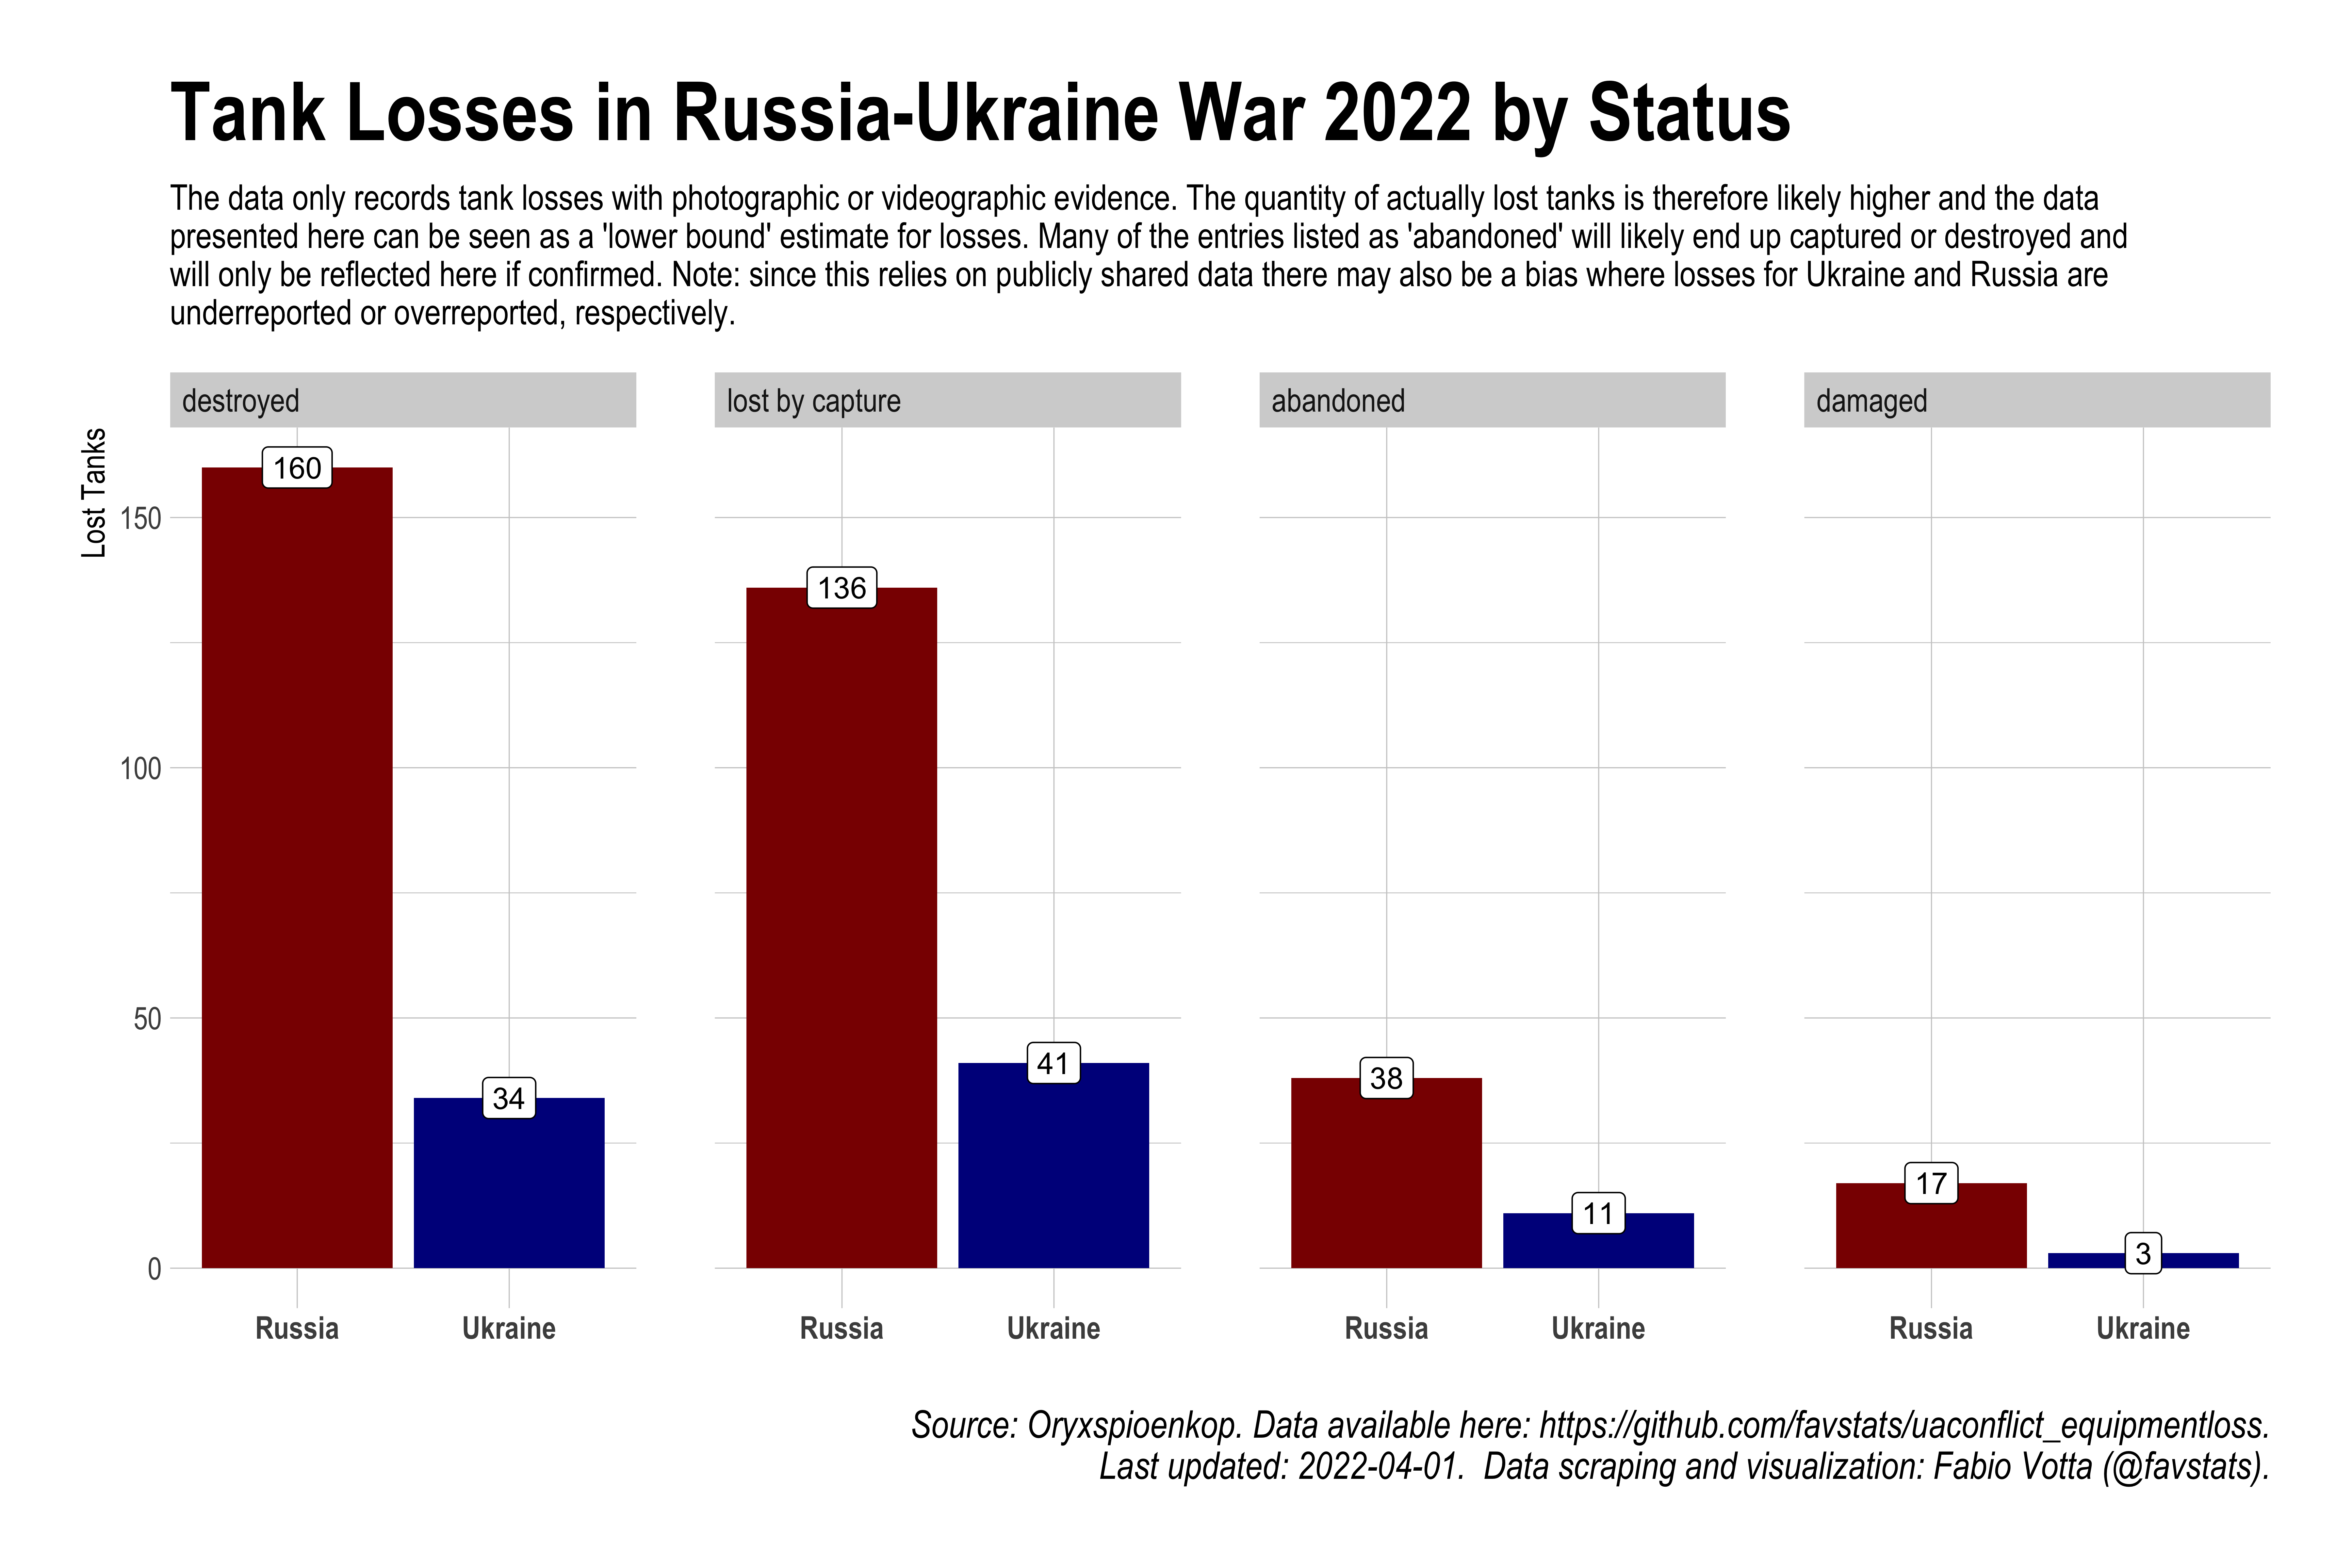 Tank Losses in Russia-Ukraine War 2022 by Status
The data only records tank losses with photographic or videographic evidence. The quantity of actually lost tanks is therefore likely higher and the data
presented here can be seen as a 'lower bound' estimate for losses. Many of the entries listed as 'abandoned' will likely end up captured or destroyed and
will only be reflected here if confirmed. Note: since this relies on publicly shared data there may also be a bias where losses for Ukraine and Russia are
underreported or overreported, respectively.
destroyed
lost by capture
abandoned
damaged
Lost Tanks
150
100
50
0
160
34
136
41
38
11
17
3
Russia
Ukraine
Russia
Ukraine
Russia
Ukraine
Russia
Ukraine
Source: Oryxspioenkop. Data available here: https://github.com/favstats/uaconflict_equipmentloss.
Last updated: 2022-04-01.  Data scraping and visualization: Fabio Votta (@favstats).